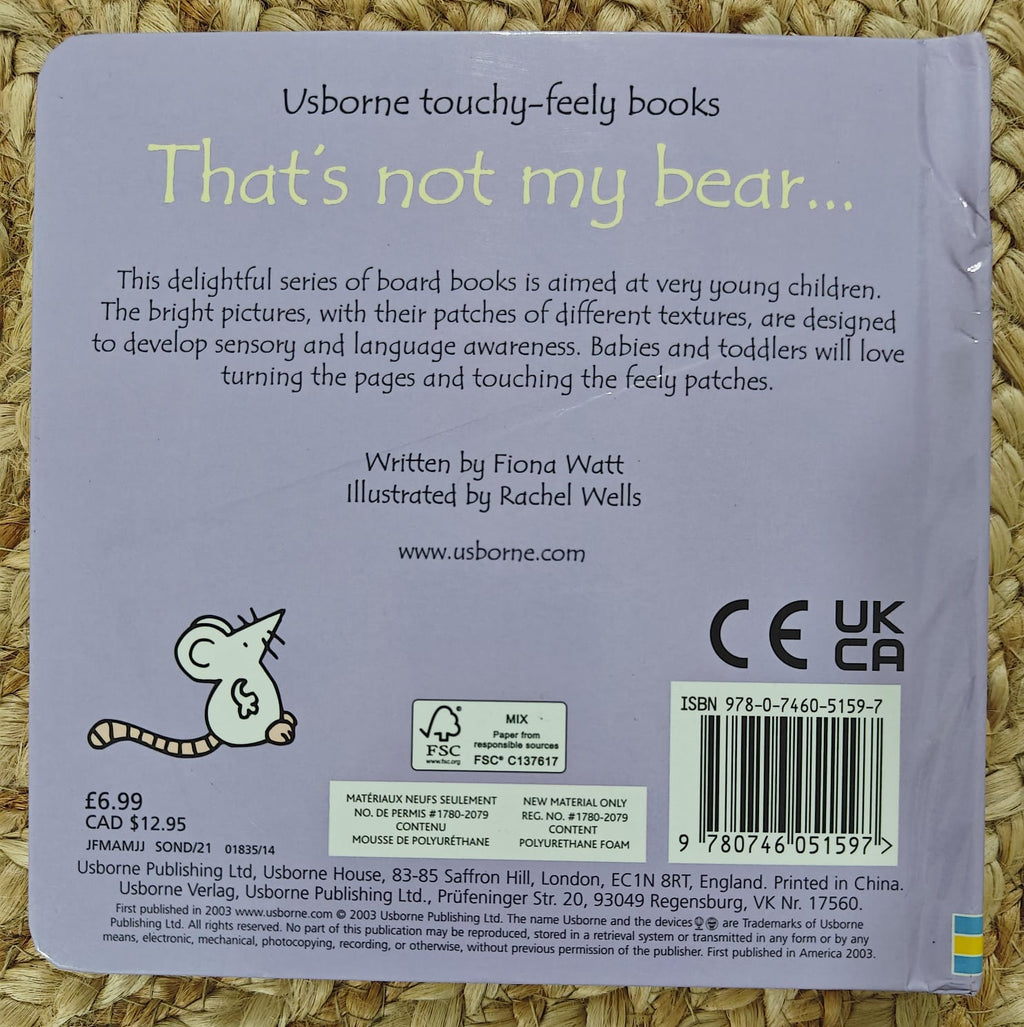 Usborne touchy-feely books
That's not my bear...
This delightful series of board books is aimed at very young children.
The bright pictures, with their patches of different textures, are designed
to develop sensory and language awareness. Babies and toddlers will love
turning the pages and touching the feely patches.
Written by Fiona Watt
Illustrated by Rachel Wells
www.usborne.com
CE UK
CA
FSC
www.fsc.org
MIX
Paper from
responsible sources
FSC® C137617
ISBN 978-0-7460-5159-7
9 780746 051597 >
MATÉRIAUX NEUFS SEULEMENT
NO. DE PERMIS #1780-2079
CONTENU
MOUSSE DE POLYURÉTHANE
NEW MATERIAL ONLY
REG. NO. #1780-2079
CONTENT
POLYURETHANE FOAM
£6.99
CAD $12.95
JFMAMJJ SOND/21 01835/14
Usborne Publishing Ltd, Usborne House, 83-85 Saffron Hill, London, EC1N 8RT, England. Printed in China.
Usborne Verlag, Usborne Publishing Ltd., Prüfeninger Str. 20, 93049 Regensburg, VK Nr. 17560.
First published in 2003 www.usborne.com © 2003 Usborne Publishing Ltd. The name Usborne and the devices are Trademarks of Usborne
Publishing Ltd. All rights reserved. No part of this publication may be reproduced, stored in a retrieval system or transmitted in any form or by any
means, electronic, mechanical, photocopying, recording, or otherwise, without previous permission of the publisher. First published in America 2003.